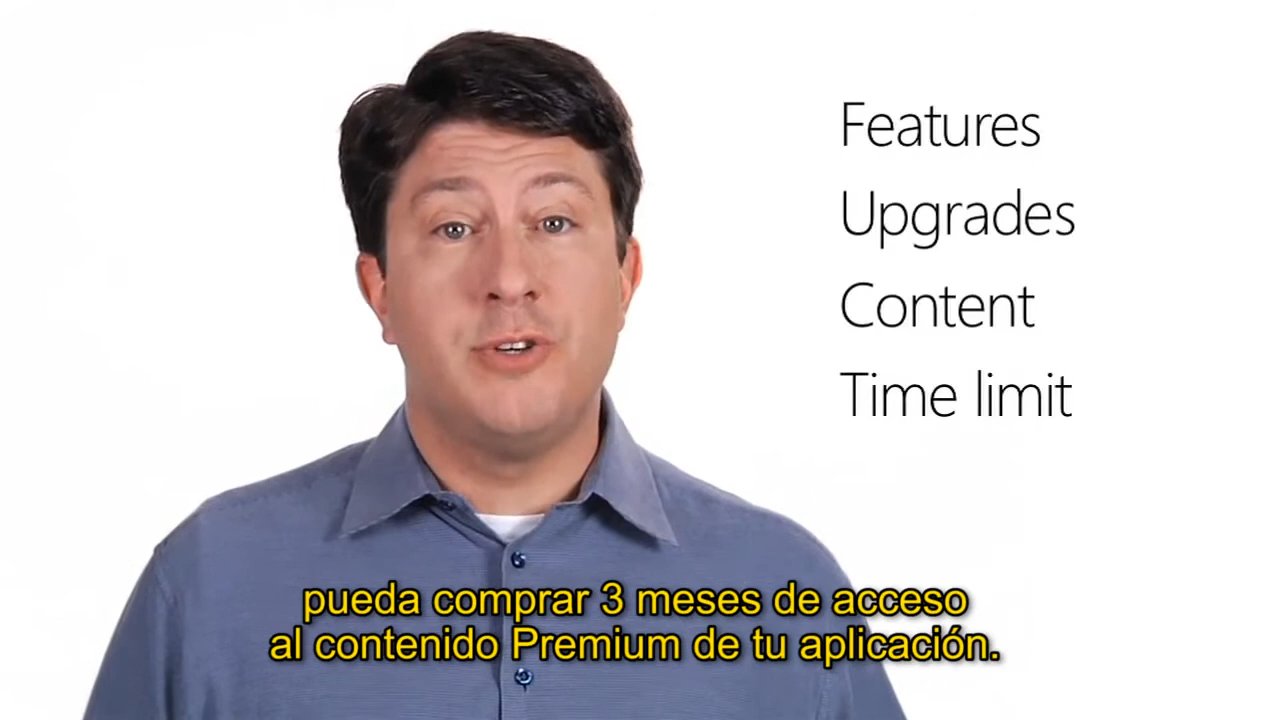 Features
Upgrades
Content
Time limit
pueda comprar 3 meses de acceso
al contenido Premium de tu aplicación.